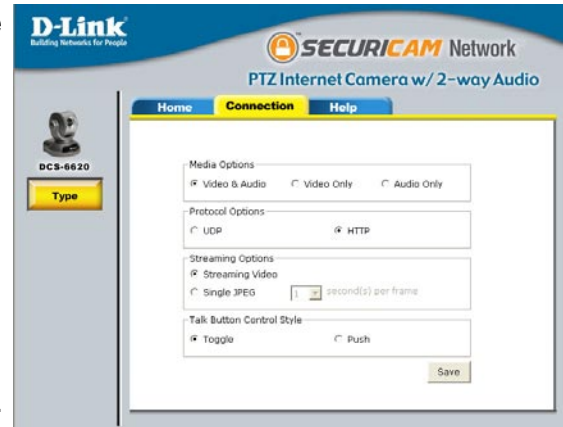 e
D-Link
Building Networks for People
SECURICAM Network
PTZ Internet Camera w/ 2-way Audio
Home Connection Help
DCS-6620
Type
Media Options
Video & Audio Video Only Audio Only
Protocol Options
UDP HTTP
Streaming Options
Streaming Video
Single JPEG 1 second(s) per frame
Talk Button Control Style
Toggle Push
Save